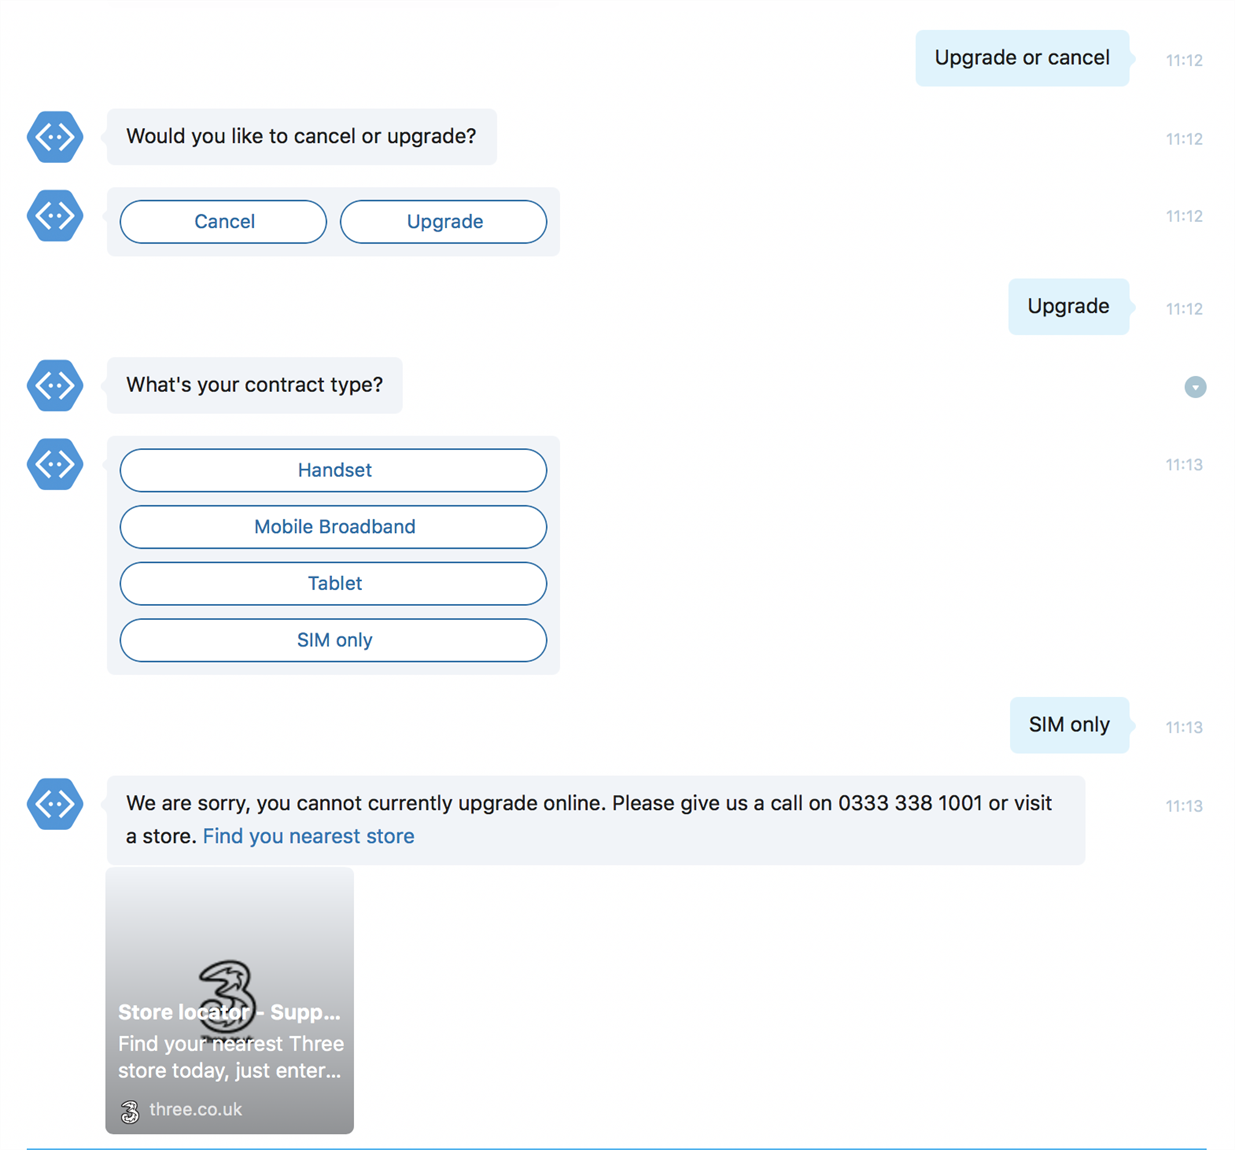 Upgrade or cancel
11:12
Would you like to cancel or upgrade?
11:12
Cancel
Upgrade
11:12
Upgrade
11:12
What's your contract type?
Handset
11:13
Mobile Broadband
Tablet
SIM only
SIM only
11:13
We are sorry, you cannot currently upgrade online. Please give us a call on 0333 338 1001 or visit
11:13
a store. Find you nearest store
Store locator - Supp...
Find your nearest Three
store today, just enter...
three.co.uk